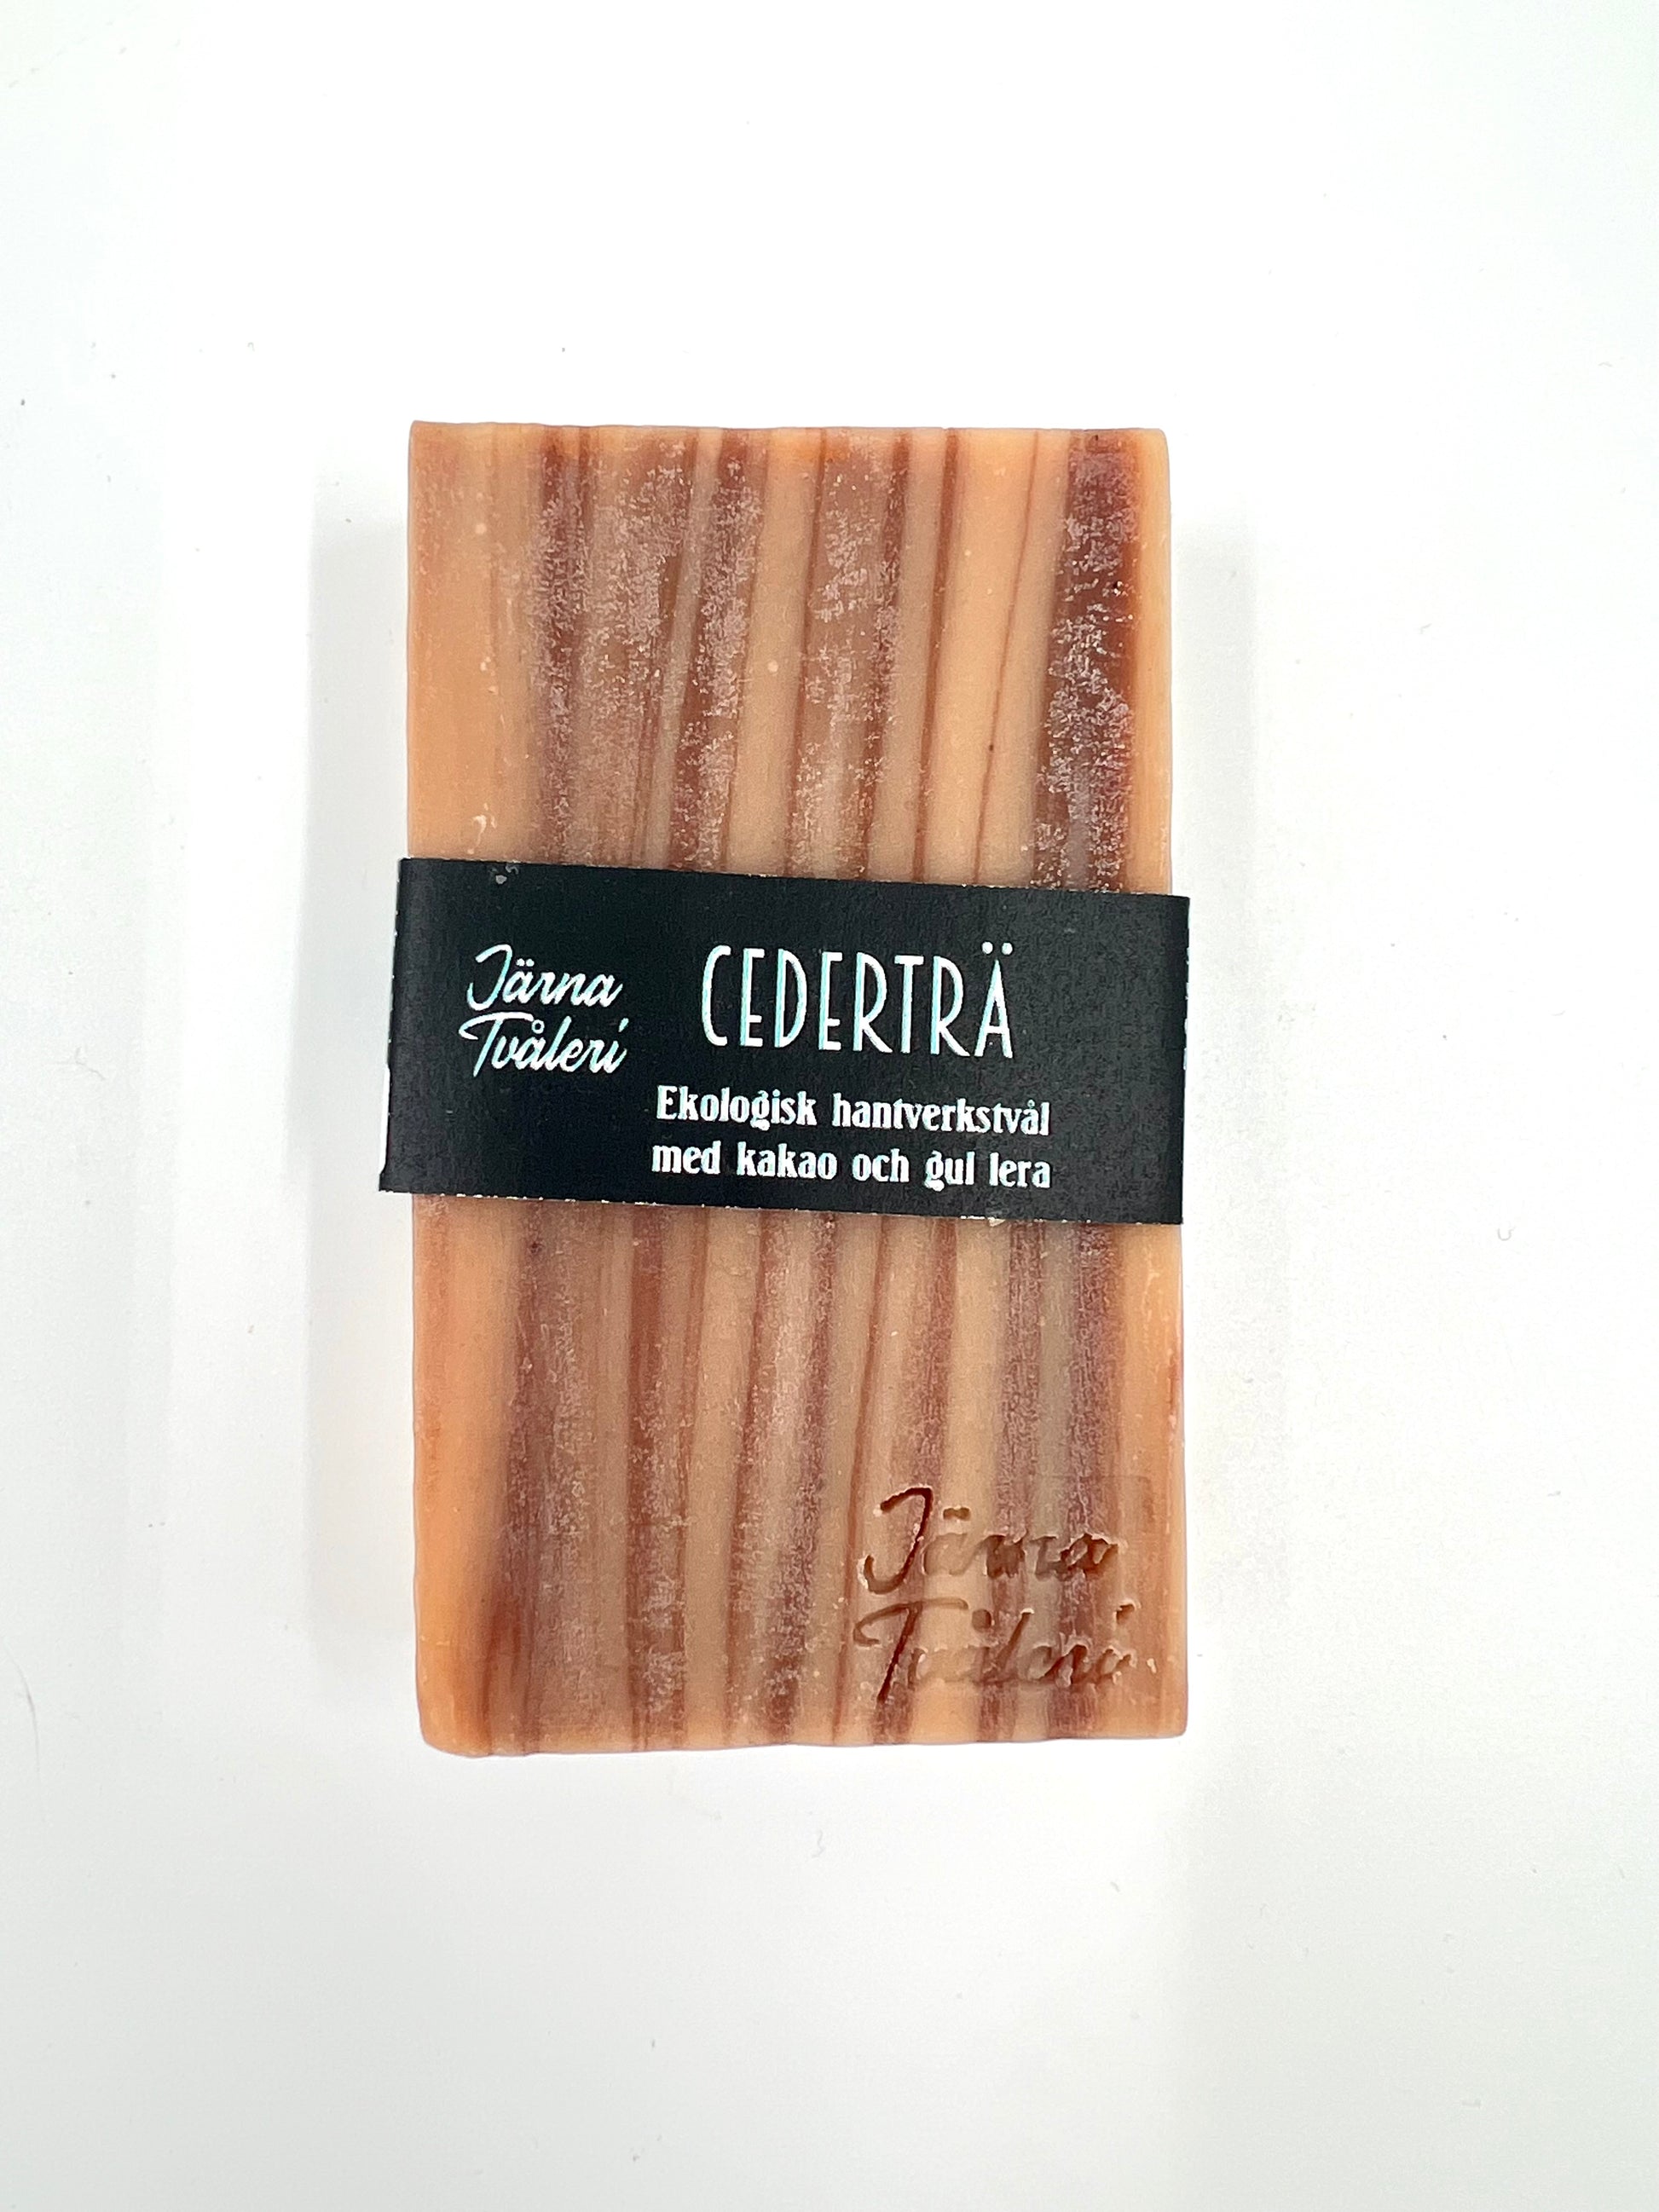 Järna
Tvåleri
CEDERTRÄ
Ekologisk hantverkstvål
med kakao och gul lera
Järna
Tvåleri